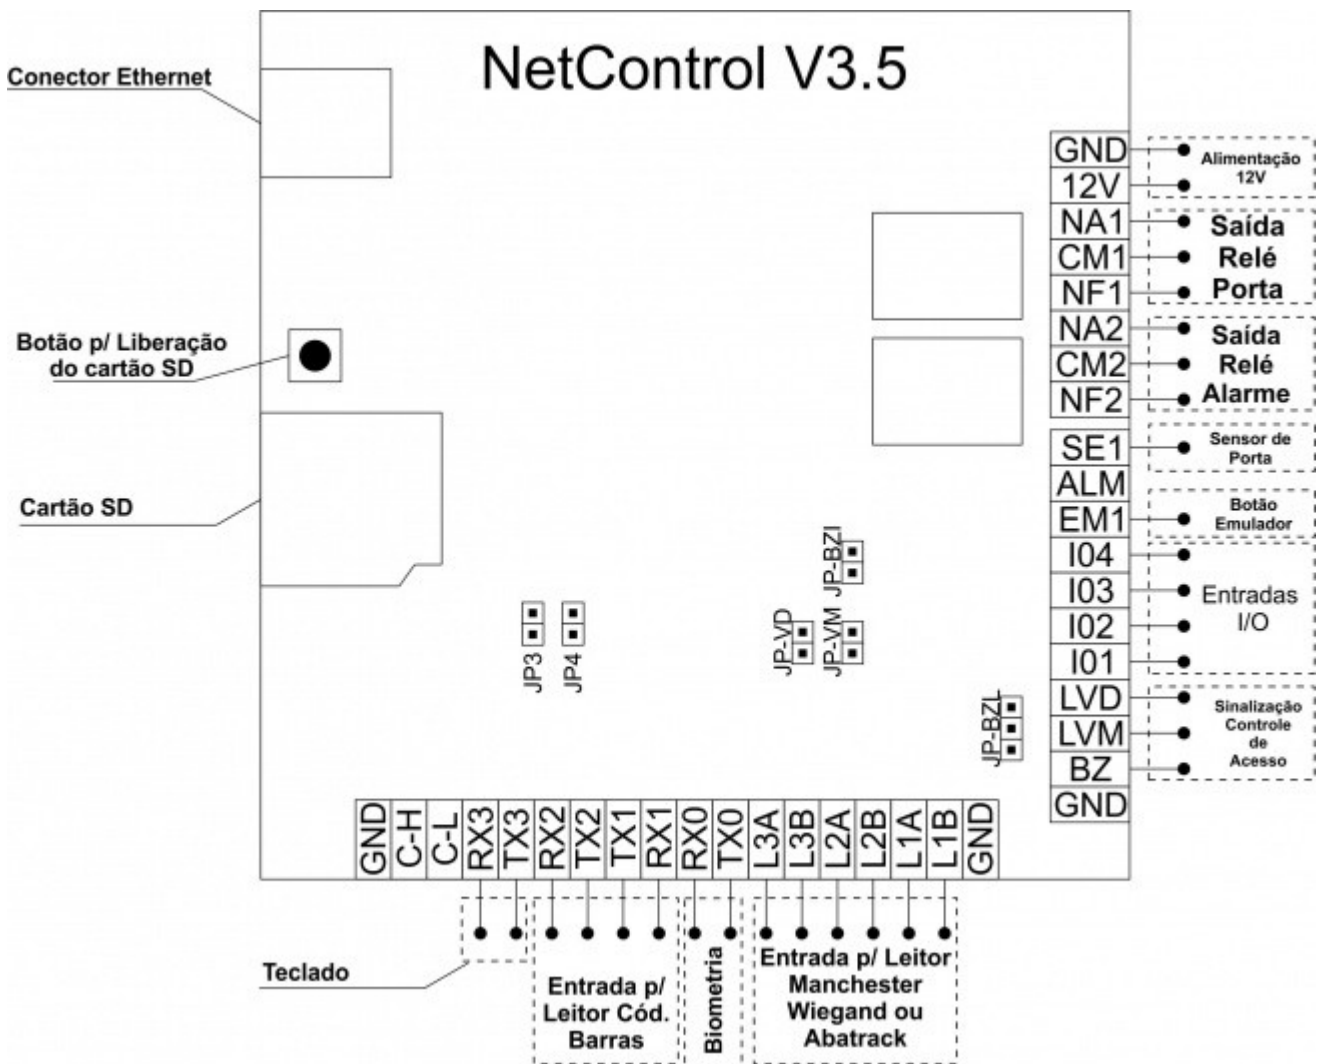 NetControl V3.5
Conector Ethernet
Botão p/ Liberação
do cartão SD
Cartão SD
GND
12V
NA1
CM1
NF1
NA2
CM2
NF2
SE1
ALM
EM1
I04
I03
I02
I01
LVD
LVM
BZ
GND
Alimentação
12V
Saída
Relé
Porta
Saída
Relé
Alarme
Sensor de
Porta
Botão
Emulador
Entradas
I/O
Sinalização
Controle
de
Acesso
JP3
JP4
JP-VD
JP-VM
JP-BZI
JP-BZL
GND
C-H
C-L
RX3
TX3
RX2
TX2
TX1
RX1
RX0
TX0
L3A
L3B
L2A
L2B
L1A
L1B
GND
Teclado
Entrada p/
Leitor Cód.
Barras
Biometria
Entrada p/ Leitor
Manchester
Wiegand ou
Abatrack